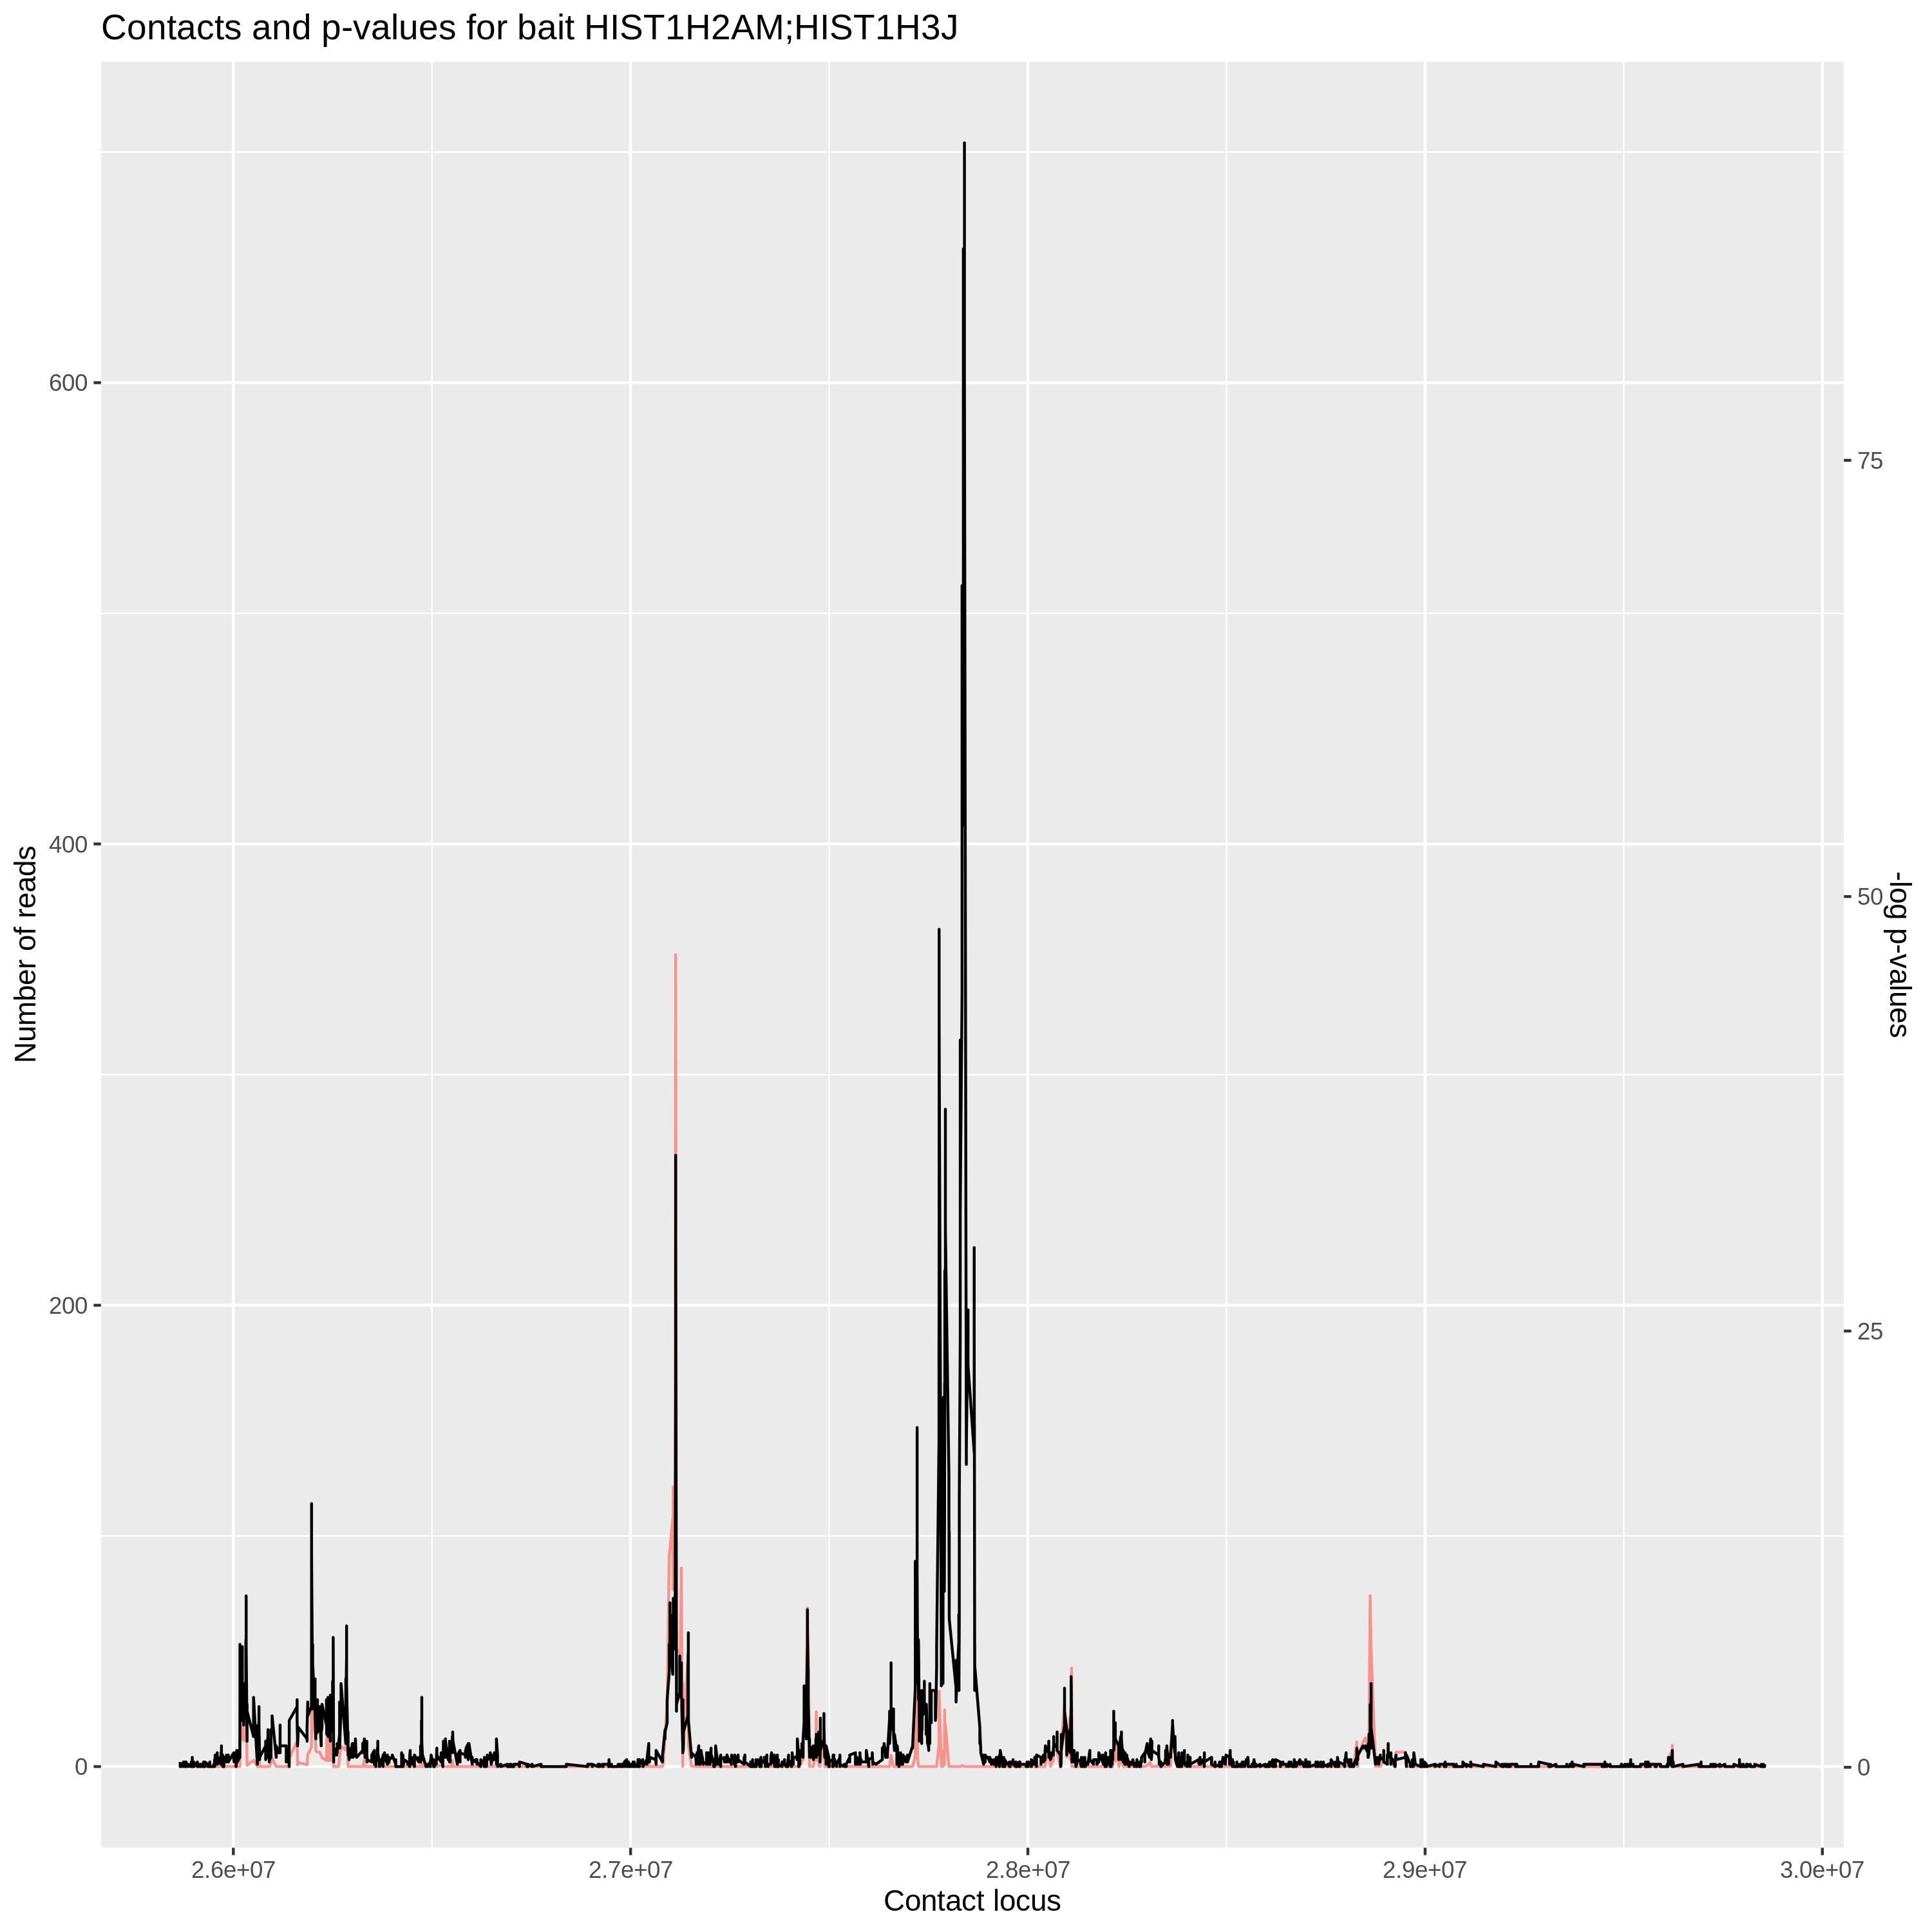 Contacts and p-values for bait HIST1H2AM;HIST1H3J
Number of reads
600
400
200
0
75
50
25
0
-log p-values
2.6e+07
2.7e+07
2.8e+07
2.9e+07
3.0e+07
Contact locus